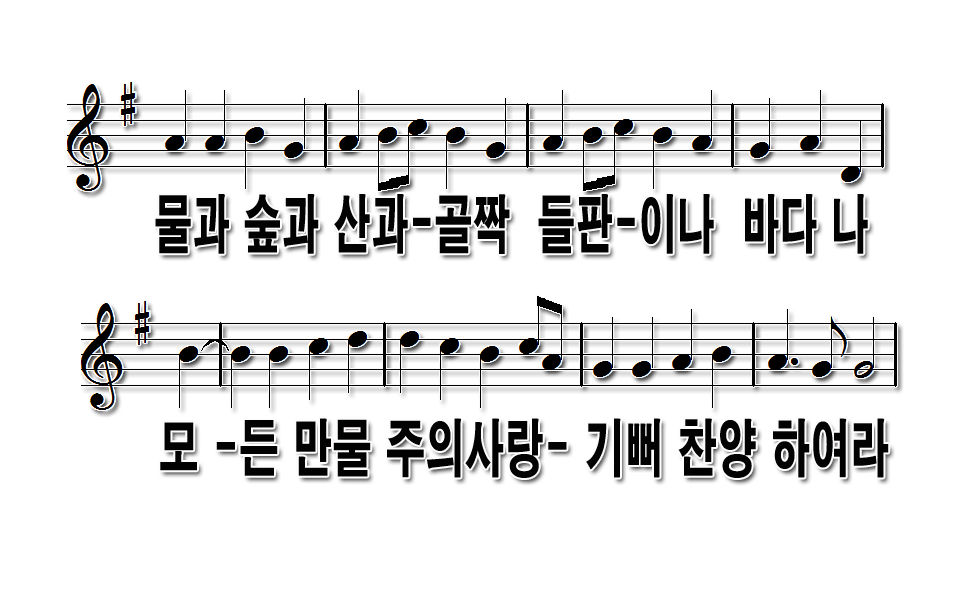 물과 숲과 산과-골짝 들판-이나 바다 나
모 -든 만물 주의사랑- 기뻐 찬양 하여라